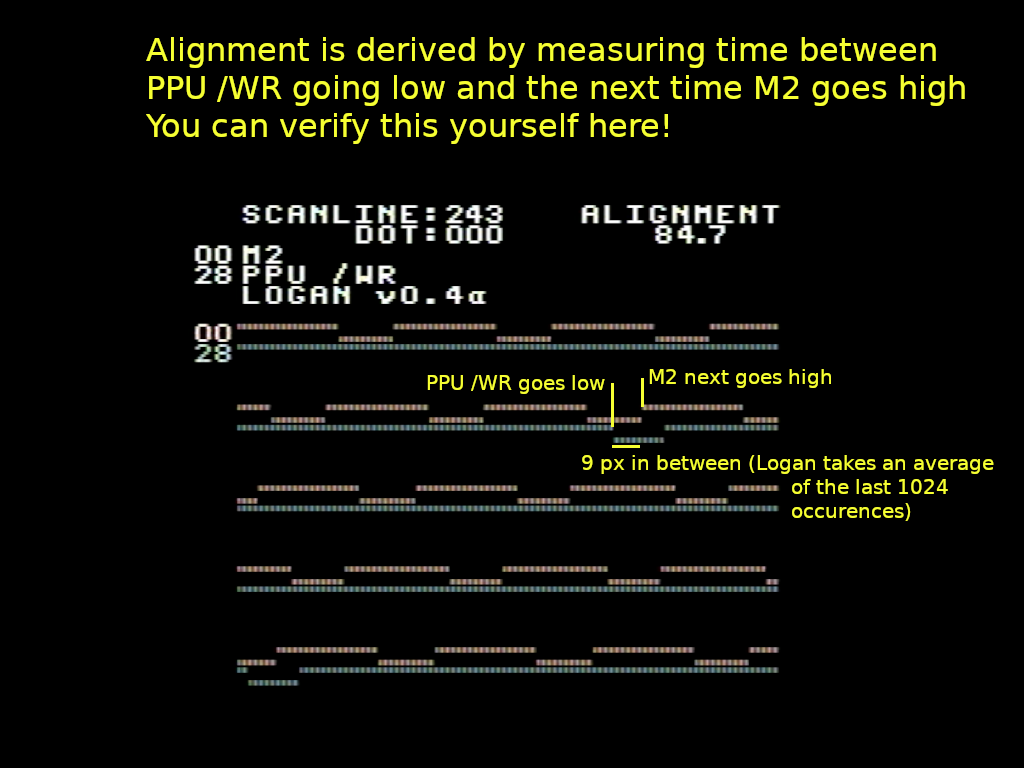 Alignment is derived by measuring time between
PPU /WR going low and the next time M2 goes high
You can verify this yourself here!
SCANLINE:243 ALIGNMENT
DOT:000 84.7
00 M2
28 PPU /WR
LOGAN v0.4α
00
28
PPU /WR goes low
M2 next goes high
9 px in between (Logan takes an average
of the last 1024
occurences)